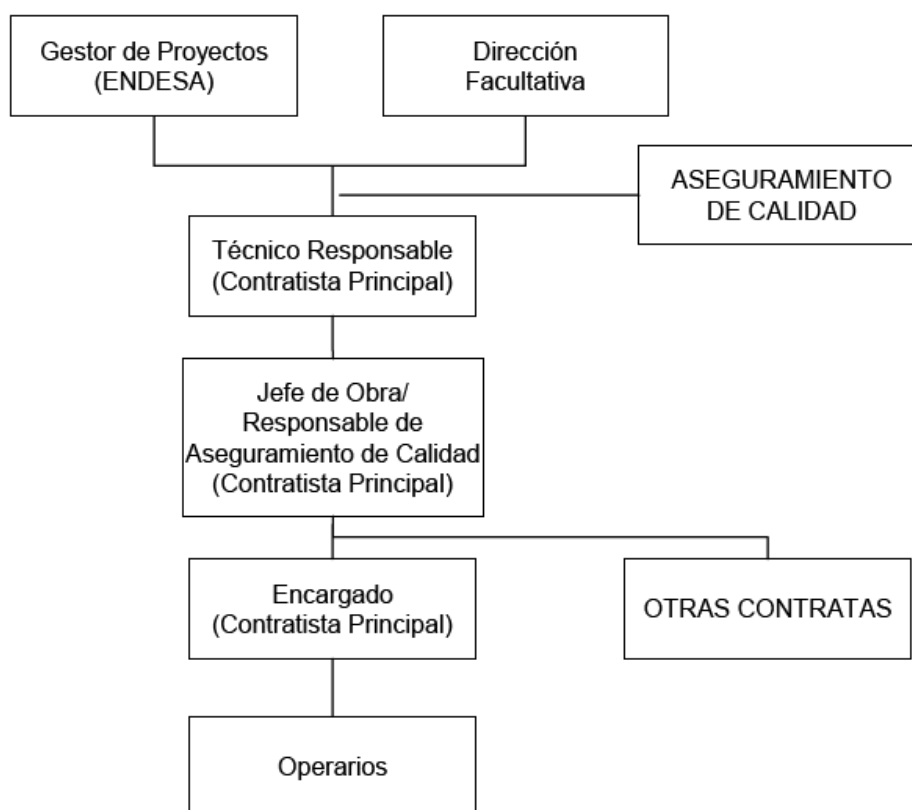 Gestor de Proyectos
(ENDESA)
Dirección
Facultativa
ASEGURAMIENTO
DE CALIDAD
Técnico Responsable
(Contratista Principal)
Jefe de Obra/
Responsable de
Aseguramiento de Calidad
(Contratista Principal)
Encargado
(Contratista Principal)
OTRAS CONTRATAS
Operarios